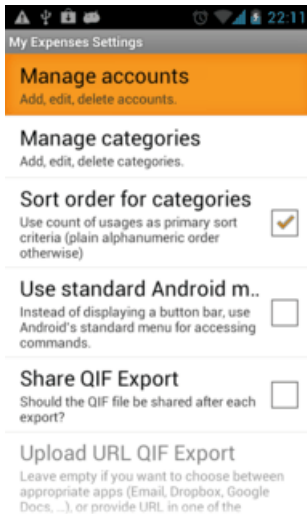 22:11
My Expenses Settings
Manage accounts
Add, edit, delete accounts.
Manage categories
Add, edit, delete categories.
Sort order for categories
Use count of usages as primary sort
criteria (plain alphanumeric order
otherwise)
Use standard Android m..
Instead of displaying a button bar, use
Android's standard menu for accessing
commands.
Share QIF Export
Should the QIF file be shared after each
export?
Upload URL QIF Export
Leave empty if you want to choose between
appropriate apps (Email, Dropbox, Google
Docs, ...), or provide URL in one of the